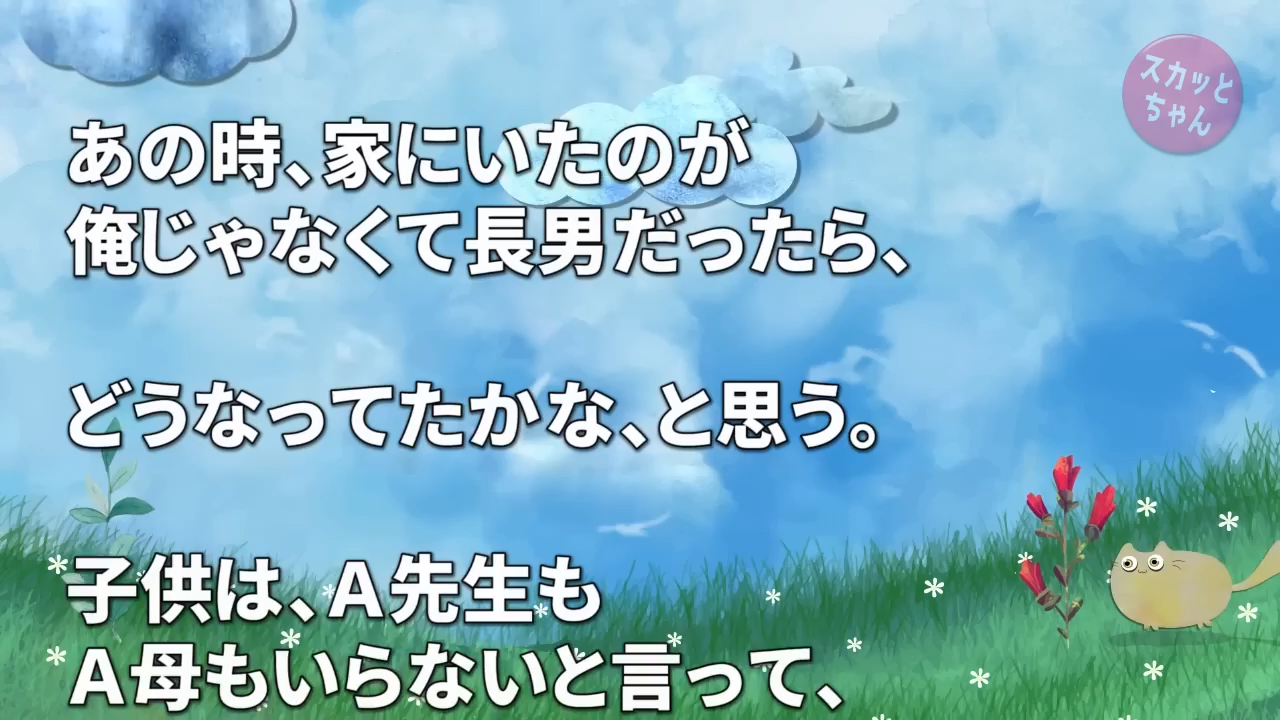 スカッと
ちゃん
あの時、家にいたのが
俺じゃなくて長男だったら、
どうなってたかな、と思う。
子供は、A先生も
A母もいらないと言って、